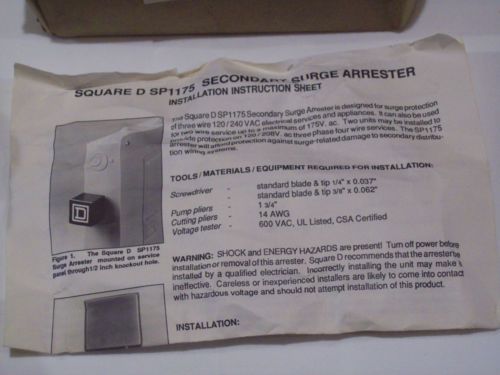 SQUARE D SP1175 SECONDARY SURGE ARRESTER
INSTALLATION INSTRUCTION SHEET
The Square D SP1175 Secondary Surge Arrester is designed for surge protection
of three wire 120/240 VAC electrical services and appliances. It can also be used
for two wire service up to a maximum of 175V. ac. Two units may be installed to
provide protection on 120/208V. ac three phase four wire services. The SP1175
arrester will afford protection against surge-related damage to secondary distribu-
tion wiring systems.
TOOLS / MATERIALS / EQUIPMENT REQUIRED FOR INSTALLATION:
Screwdriver - standard blade & tip 1/4" x 0.037"
standard blade & tip 3/8" x 0.062"
Pump pliers - 1 3/4"
Cutting pliers - 14 AWG
Voltage tester - 600 VAC, UL Listed, CSA Certified
D
Figure 1. The Square D SP1175
Surge Arrester mounted on service
panel through 1/2 inch knockout hole.
WARNING: SHOCK and ENERGY HAZARDS are present! Turn off power before
installation or removal of this arrester. Square D recommends that the arrester be
installed by a qualified electrician. Incorrectly installing the unit may make
ineffective. Careless or inexperienced installers are likely to come into contact
with hazardous voltage and should not attempt installation of this product.
INSTALLATION: